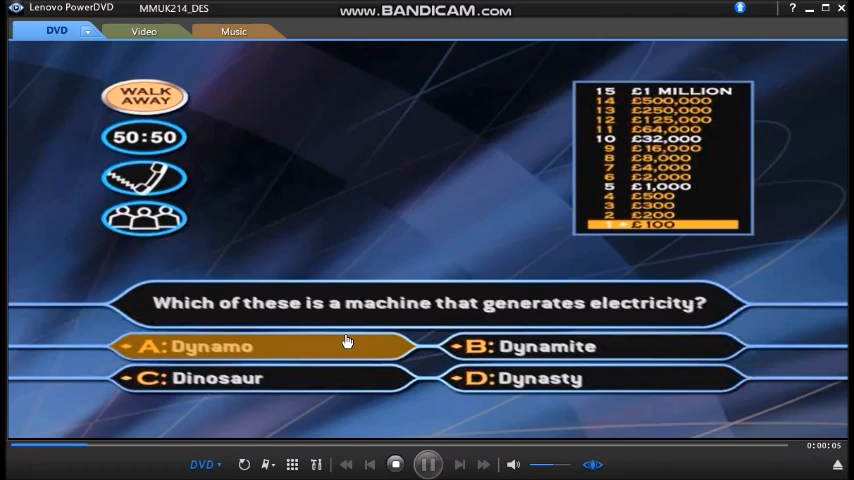 Lenovo PowerDVD
MMUK214_DES
www.BANDICAM.com
DVD
Video
Music
WALK AWAY
50:50
15 £1 MILLION
14 £500,000
13 £250,000
12 £125,000
11 £64,000
10 £32,000
9 £16,000
8 £8,000
7 £4,000
6 £2,000
5 £1,000
4 £500
3 £300
2 £200
1 £100
Which of these is a machine that generates electricity?
A: Dynamo
B: Dynamite
C: Dinosaur
D: Dynasty
0:00:05
DVD